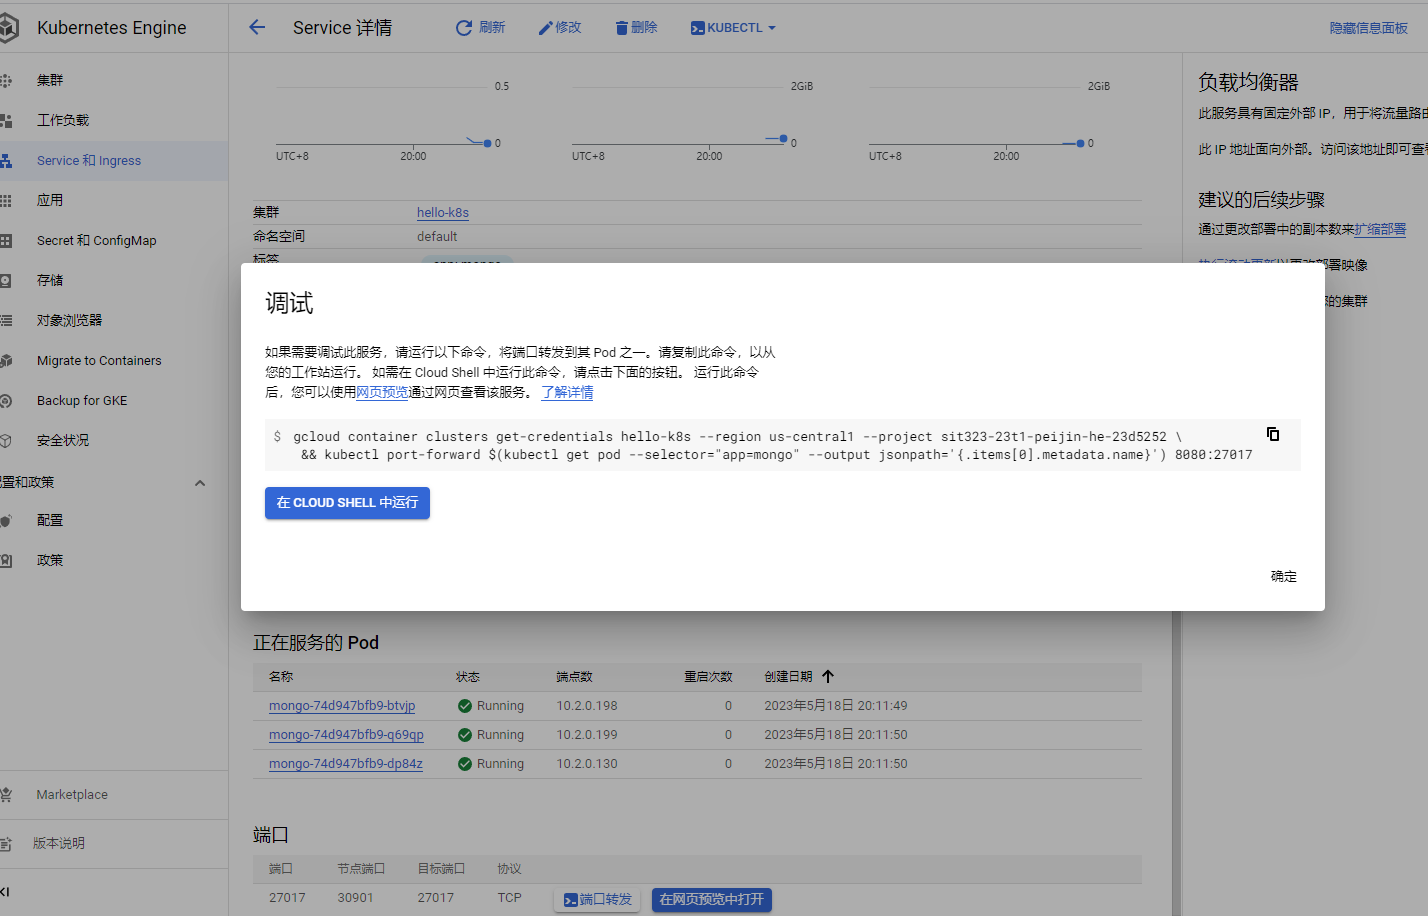 Kubernetes Engine
Service 详情
刷新
修改
删除
KUBECTL
隐藏信息面板
集群
工作负载
Service 和 Ingress
应用
Secret 和 ConfigMap
存储
对象浏览器
Migrate to Containers
Backup for GKE
安全状况
置和政策
配置
政策
Marketplace
版本说明
0.5
2GiB
2GiB
0
0
0
UTC+8
20:00
UTC+8
20:00
UTC+8
20:00
集群
hello-k8s
命名空间
default
标签
负载均衡器
此服务具有固定外部 IP，用于将流量路由
此 IP 地址面向外部。访问该地址即可查看
建议的后续步骤
通过更改部署中的副本数来扩缩部署
执行滚动更新以更改部署映像
的集群
调试
如果需要调试此服务，请运行以下命令，将端口转发到其 Pod 之一。请复制此命令，以从
您的工作站运行。 如需在 Cloud Shell 中运行此命令，请点击下面的按钮。 运行此命令
后，您可以使用网页预览通过网页查看该服务。 了解详情
$ gcloud container clusters get-credentials hello-k8s --region us-central1 --project sit323-23t1-peijin-he-23d5252 \
&& kubectl port-forward $(kubectl get pod --selector="app=mongo" --output jsonpath='{.items[0].metadata.name}') 8080:27017
在 CLOUD SHELL 中运行
确定
正在服务的 Pod
名称 状态 端点数 重启次数 创建日期
mongo-74d947bfb9-btvjp Running 10.2.0.198 0 2023年5月18日 20:11:49
mongo-74d947bfb9-q69qp Running 10.2.0.199 0 2023年5月18日 20:11:50
mongo-74d947bfb9-dp84z Running 10.2.0.130 0 2023年5月18日 20:11:50
端口
端口 节点端口 目标端口 协议
27017 30901 27017 TCP 端口转发 在网页预览中打开